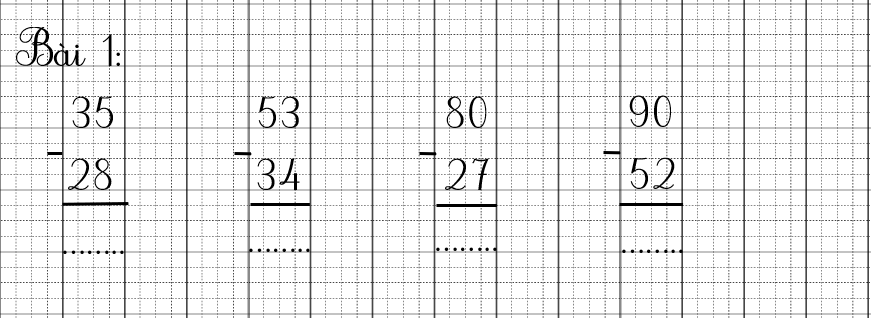 Bài 1:
35 53 80 90
- - - -
28 34 27 52
........ ........ ........ ........